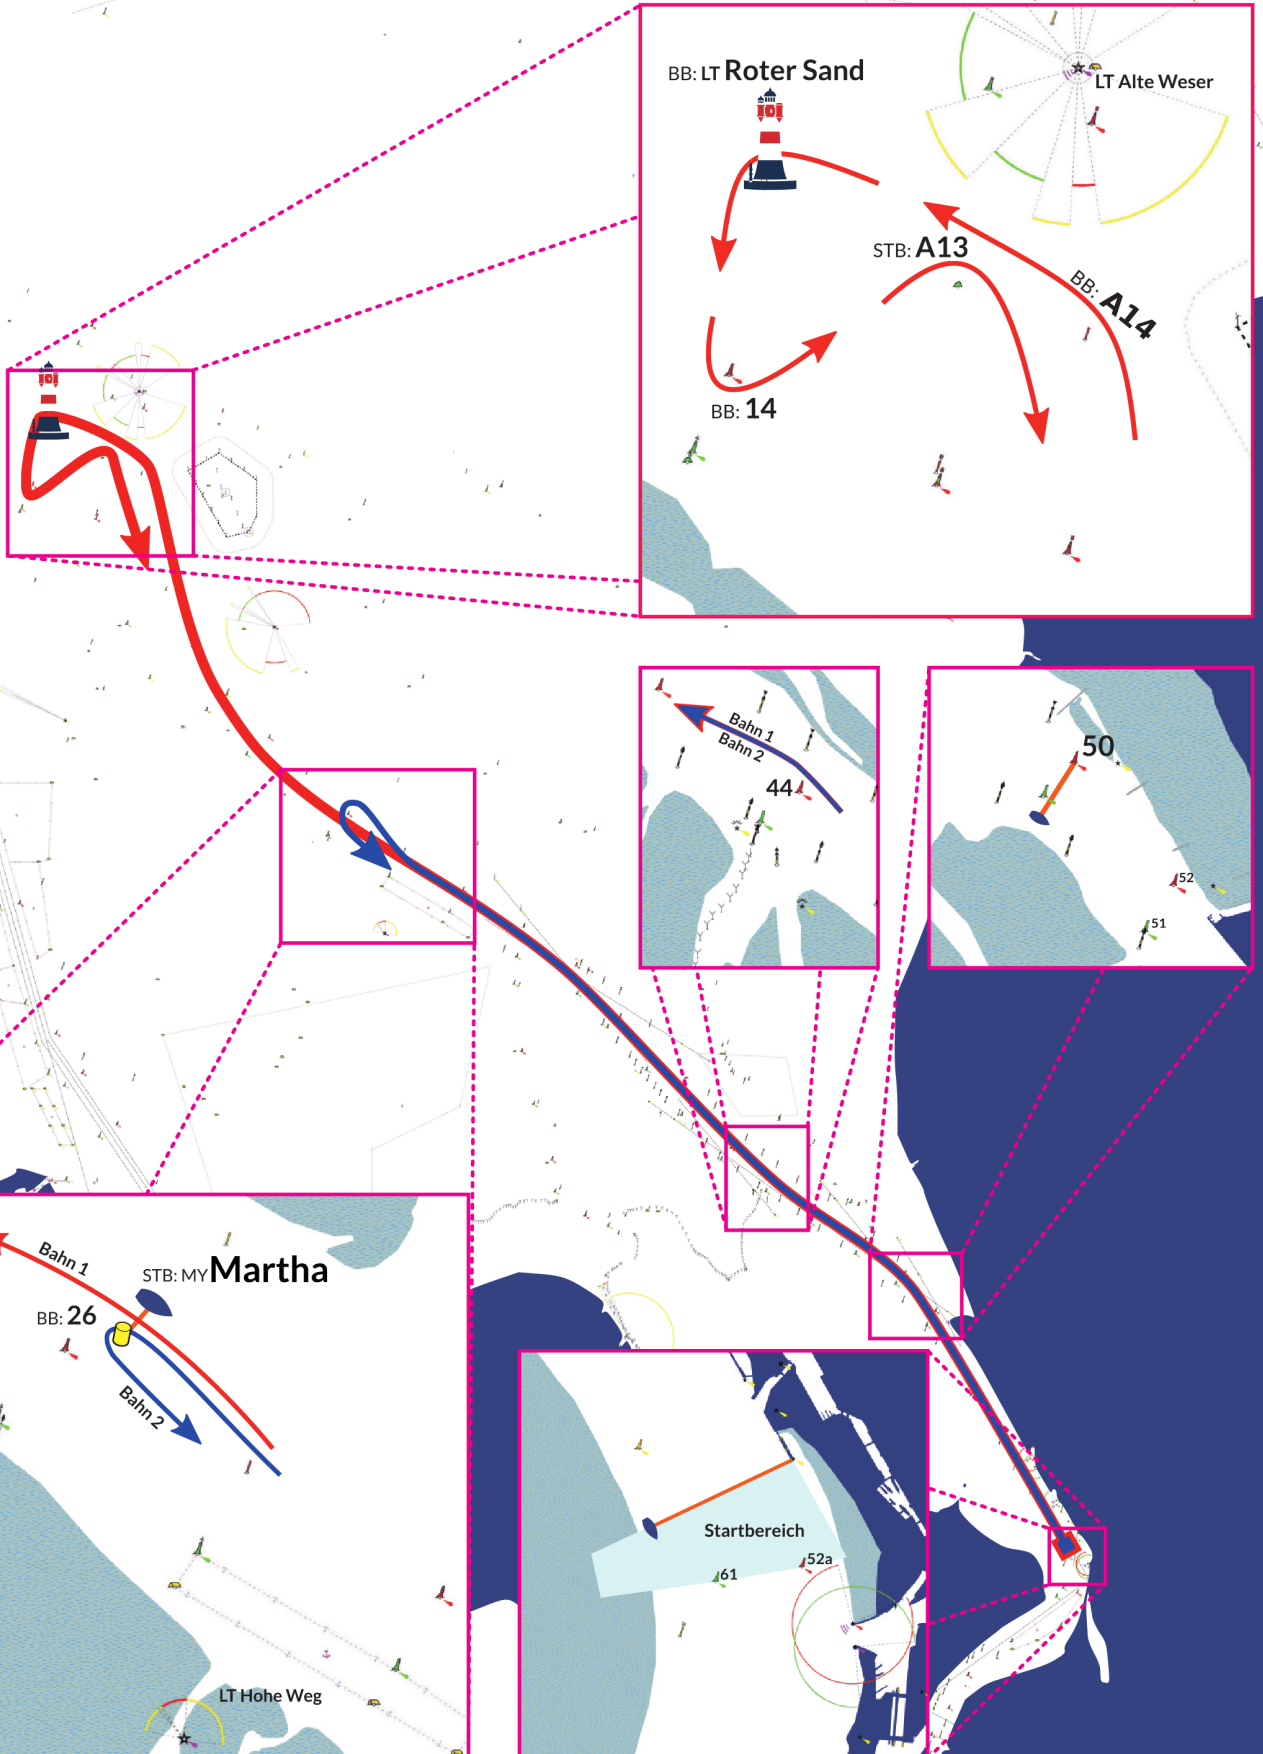 BB: LT Roter Sand
LT Alte Weser
STB: A13
BB: A14
BB: 14
Bahn 1
Bahn 2
44
50
52
51
Bahn 1
STB: MY Martha
BB: 26
Bahn 2
LT Hohe Weg
Startbereich
52a
61